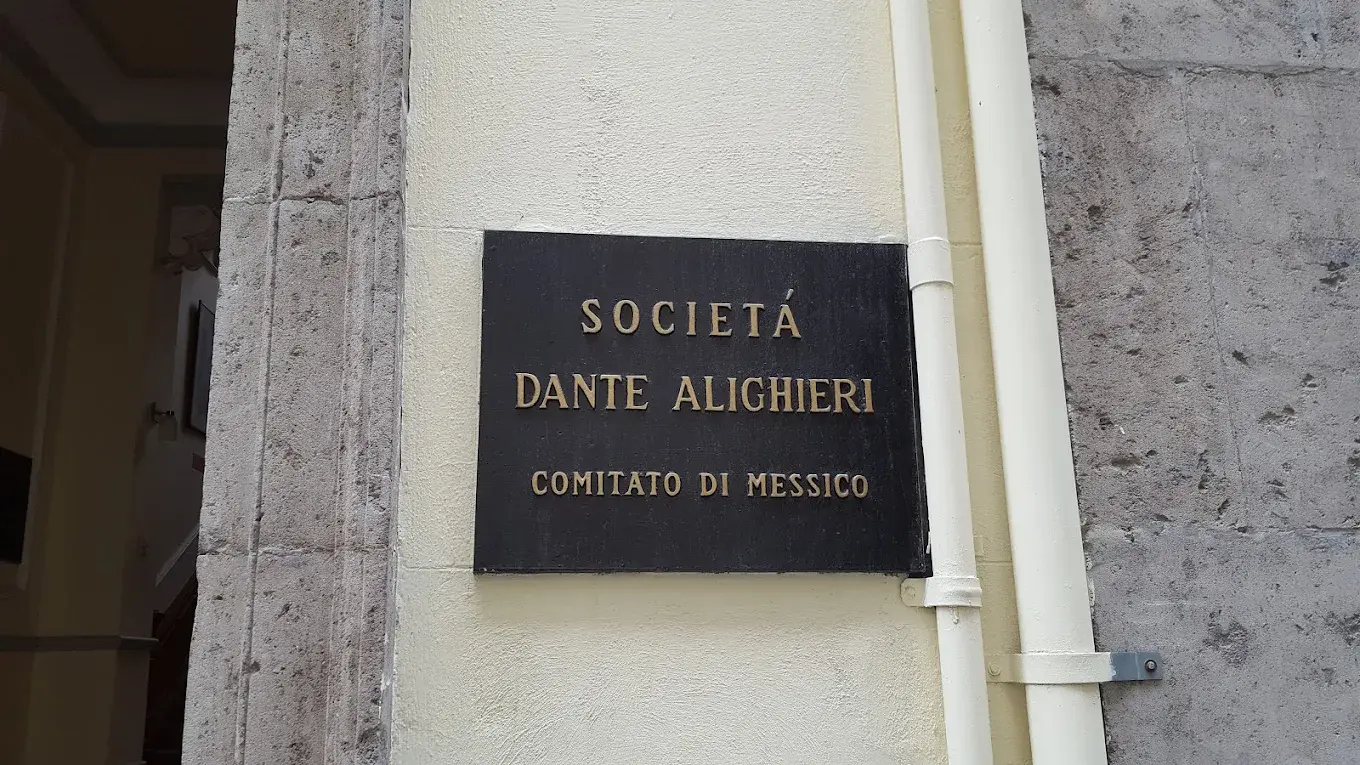 SOCIETÁ
DANTE ALIGHIERI
COMITATO DI MESSICO